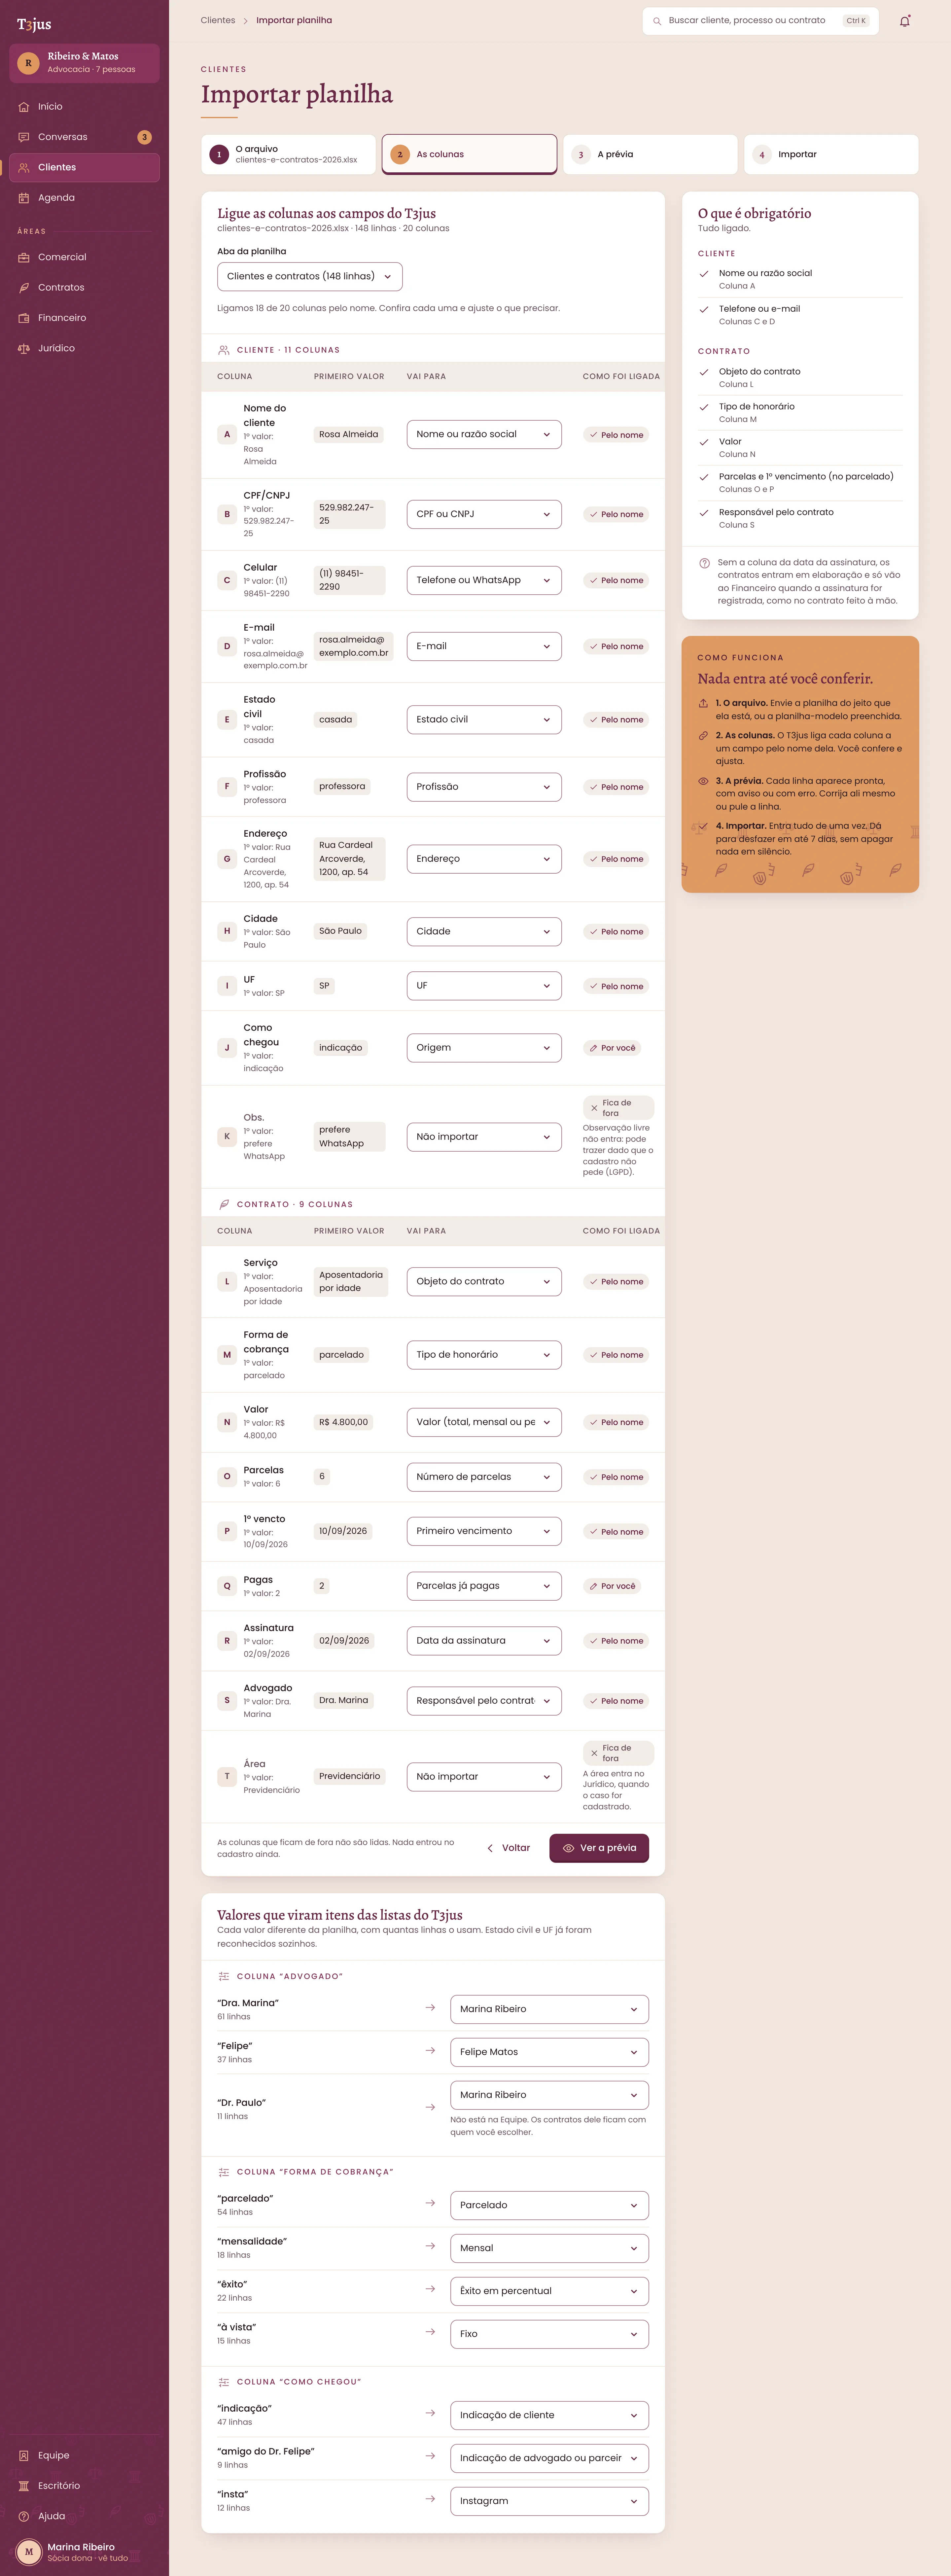 T3jus
R
Ribeiro & Matos
Advocacia · 7 pessoas
Início
Conversas
3
Clientes
Agenda
ÁREAS
Comercial
Contratos
Financeiro
Jurídico
Equipe
Escritório
Ajuda
M
Marina Ribeiro
Sócia dona · vê tudo
Clientes
Importar planilha
Buscar cliente, processo ou contrato
Ctrl K
CLIENTES
Importar planilha
1
O arquivo
clientes-e-contratos-2026.xlsx
2
As colunas
3
A prévia
4
Importar
Ligue as colunas aos campos do T3jus
clientes-e-contratos-2026.xlsx · 148 linhas · 20 colunas
Aba da planilha
Clientes e contratos (148 linhas)
Ligamos 18 de 20 colunas pelo nome. Confira cada uma e ajuste o que precisar.
CLIENTE · 11 COLUNAS
COLUNA
PRIMEIRO VALOR
VAI PARA
COMO FOI LIGADA
A
Nome do
cliente
1º valor:
Rosa
Almeida
Rosa Almeida
Nome ou razão social
Pelo nome
B
CPF/CNPJ
1º valor:
529.982.247-
25
529.982.247-
25
CPF ou CNPJ
Pelo nome
C
Celular
1º valor: (11)
98451-2290
(11) 98451-
2290
Telefone ou WhatsApp
Pelo nome
D
E-mail
1º valor:
rosa.almeida@
exemplo.com.br
rosa.almeida@
exemplo.com.br
E-mail
Pelo nome
E
Estado
civil
1º valor:
casada
casada
Estado civil
Pelo nome
F
Profissão
1º valor:
professora
professora
Profissão
Pelo nome
G
Endereço
1º valor: Rua
Cardeal
Arcoverde,
1200, ap. 54
Rua Cardeal
Arcoverde,
1200, ap. 54
Endereço
Pelo nome
H
Cidade
1º valor: São
Paulo
São Paulo
Cidade
Pelo nome
I
UF
1º valor: SP
SP
UF
Pelo nome
J
Como
chegou
1º valor:
indicação
indicação
Origem
Por você
K
Obs.
1º valor:
prefere
WhatsApp
prefere
WhatsApp
Não importar
Fica de
fora
Observação livre
não entra: pode
trazer dado que o
cadastro não
pede (LGPD).
CONTRATO · 9 COLUNAS
COLUNA
PRIMEIRO VALOR
VAI PARA
COMO FOI LIGADA
L
Serviço
1º valor:
Aposentadoria
por idade
Aposentadoria
por idade
Objeto do contrato
Pelo nome
M
Forma de
cobrança
1º valor:
parcelado
parcelado
Tipo de honorário
Pelo nome
N
Valor
1º valor: R$
4.800,00
R$ 4.800,00
Valor (total, mensal ou pe
Pelo nome
O
Parcelas
1º valor: 6
6
Número de parcelas
Pelo nome
P
1º vencto
1º valor:
10/09/2026
10/09/2026
Primeiro vencimento
Pelo nome
Q
Pagas
1º valor: 2
2
Parcelas já pagas
Por você
R
Assinatura
1º valor:
02/09/2026
02/09/2026
Data da assinatura
Pelo nome
S
Advogado
1º valor: Dra.
Marina
Dra. Marina
Responsável pelo contrat
Pelo nome
T
Área
1º valor:
Previdenciário
Previdenciário
Não importar
Fica de
fora
A área entra no
Jurídico, quando
o caso for
cadastrado.
As colunas que ficam de fora não são lidas. Nada entrou no
cadastro ainda.
Voltar
Ver a prévia
Valores que viram itens das listas do T3jus
Cada valor diferente da planilha, com quantas linhas o usam. Estado civil e UF já foram
reconhecidos sozinhos.
COLUNA “ADVOGADO”
“Dra. Marina”
61 linhas
Marina Ribeiro
“Felipe”
37 linhas
Felipe Matos
“Dr. Paulo”
11 linhas
Marina Ribeiro
Não está na Equipe. Os contratos dele ficam com
quem você escolher.
COLUNA “FORMA DE COBRANÇA”
“parcelado”
54 linhas
Parcelado
“mensalidade”
18 linhas
Mensal
“êxito”
22 linhas
Êxito em percentual
“à vista”
15 linhas
Fixo
COLUNA “COMO CHEGOU”
“indicação”
47 linhas
Indicação de cliente
“amigo do Dr. Felipe”
9 linhas
Indicação de advogado ou parceir
“insta”
12 linhas
Instagram
O que é obrigatório
Tudo ligado.
CLIENTE
Nome ou razão social
Coluna A
Telefone ou e-mail
Colunas C e D
CONTRATO
Objeto do contrato
Coluna L
Tipo de honorário
Coluna M
Valor
Coluna N
Parcelas e 1º vencimento (no parcelado)
Colunas O e P
Responsável pelo contrato
Coluna S
Sem a coluna da data da assinatura, os
contratos entram em elaboração e só vão
ao Financeiro quando a assinatura for
registrada, como no contrato feito à mão.
COMO FUNCIONA
Nada entra até você conferir.
1. O arquivo. Envie a planilha do jeito que
ela está, ou a planilha-modelo preenchida.
2. As colunas. O T3jus liga cada coluna a
um campo pelo nome dela. Você confere e
ajusta.
3. A prévia. Cada linha aparece pronta,
com aviso ou com erro. Corrija ali mesmo
ou pule a linha.
4. Importar. Entra tudo de uma vez. Dá
para desfazer em até 7 dias, sem apagar
nada em silêncio.